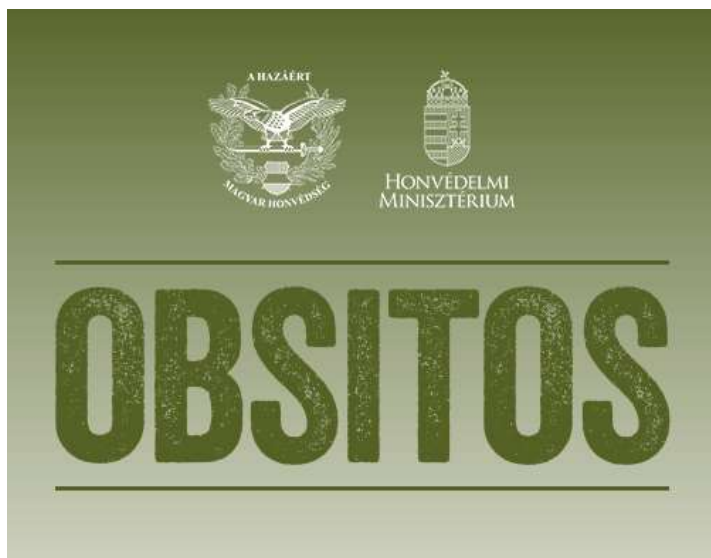 A HAZÁÉRT
MAGYAR HONVÉDSÉG
HONVÉDELMI
MINISZTÉRIUM
OBSITOS